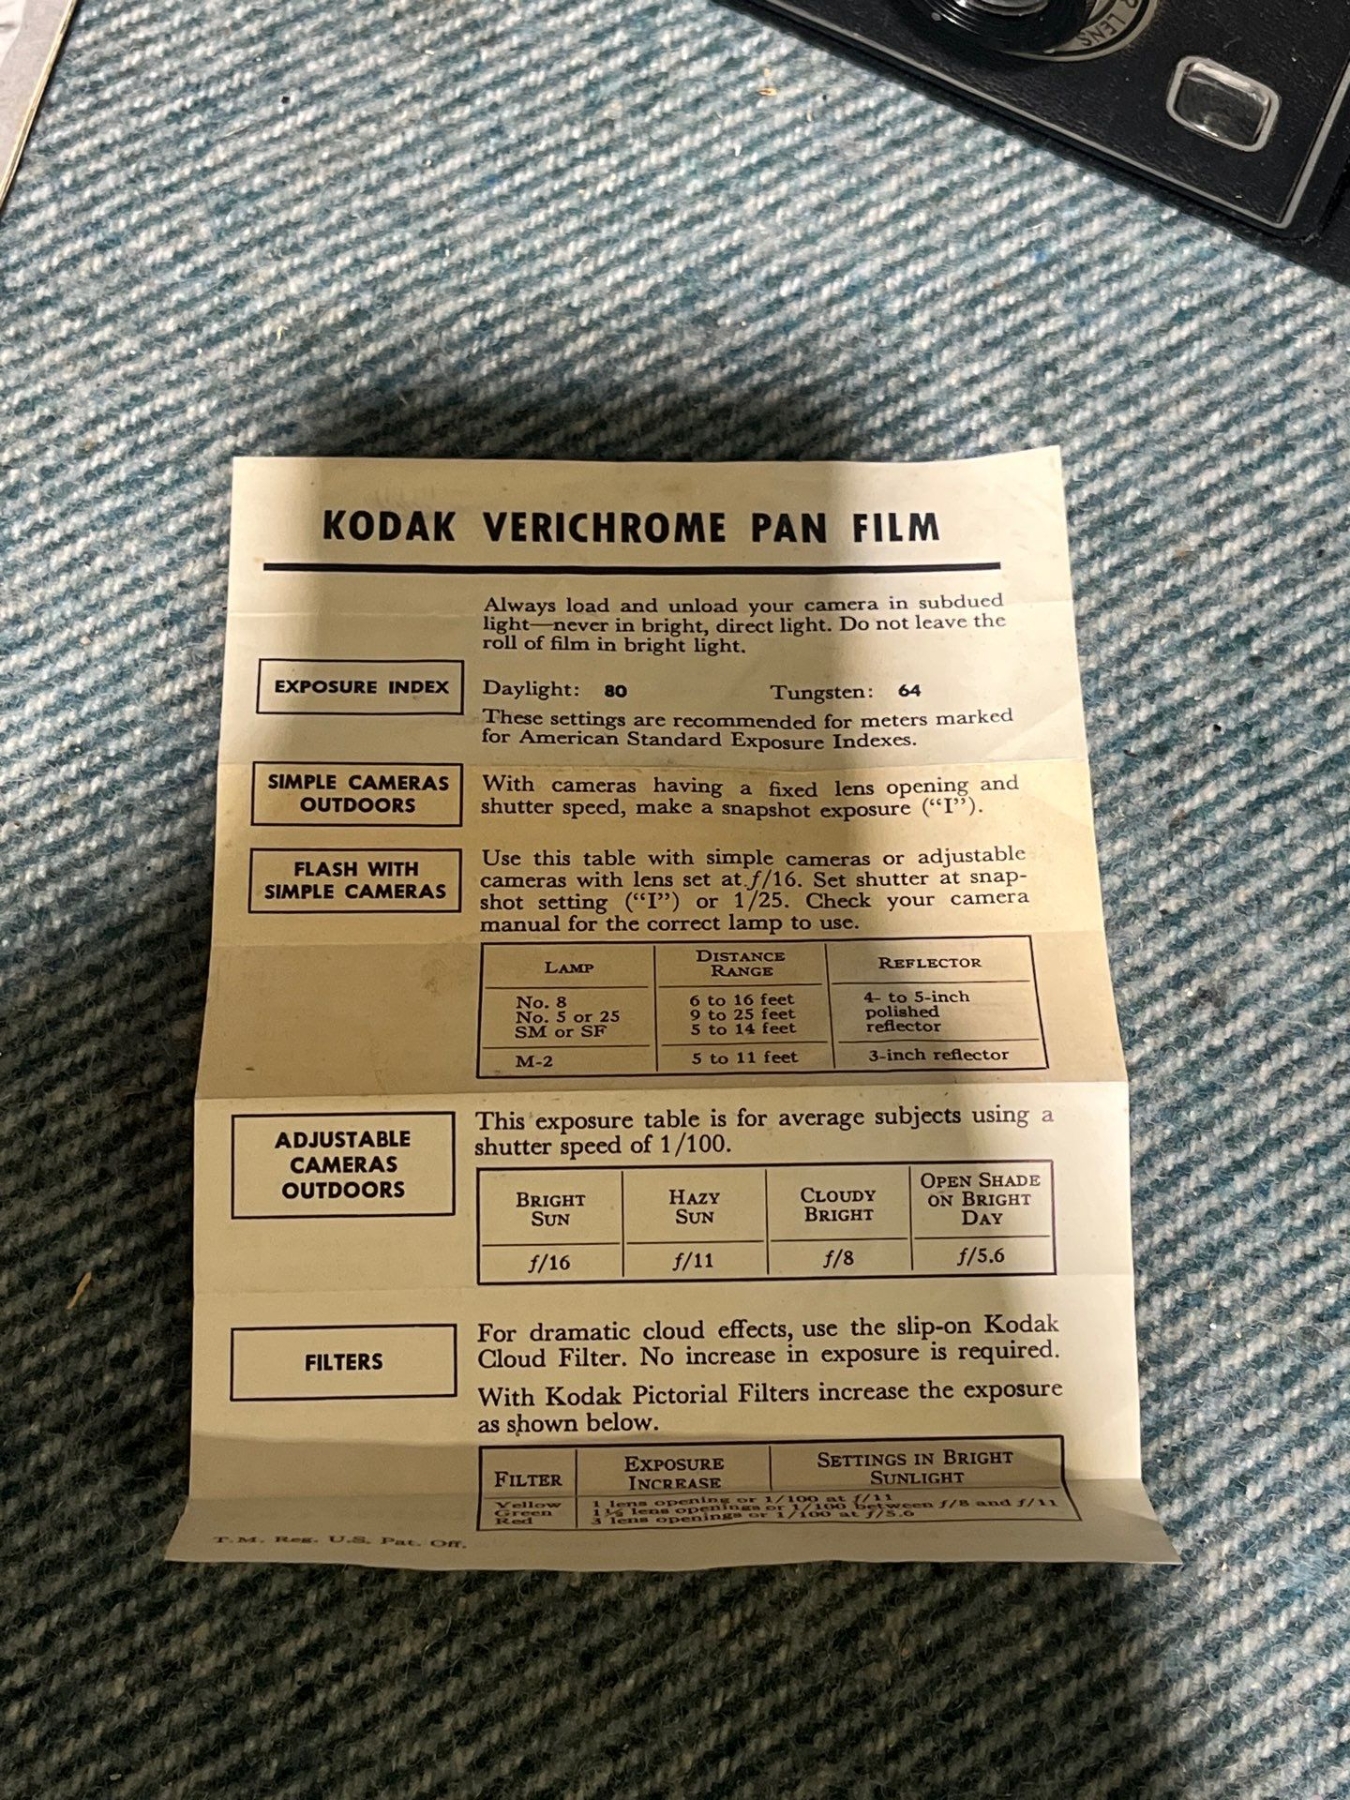 R LENS
KODAK VERICHROME PAN FILM
Always load and unload your camera in subdued
light—never in bright, direct light. Do not leave the
roll of film in bright light.
EXPOSURE INDEX
Daylight: 80 Tungsten: 64
These settings are recommended for meters marked
for American Standard Exposure Indexes.
SIMPLE CAMERAS
OUTDOORS
With cameras having a fixed lens opening and
shutter speed, make a snapshot exposure (“I”).
FLASH WITH
SIMPLE CAMERAS
Use this table with simple cameras or adjustable
cameras with lens set at f/16. Set shutter at snap-
shot setting (“I”) or 1/25. Check your camera
manual for the correct lamp to use.
LAMP DISTANCE RANGE REFLECTOR
No. 8 6 to 16 feet 4- to 5-inch
No. 5 or 25 9 to 25 feet polished
SM or SF 5 to 14 feet reflector
M-2 5 to 11 feet 3-inch reflector
ADJUSTABLE
CAMERAS
OUTDOORS
This exposure table is for average subjects using a
shutter speed of 1/100.
BRIGHT SUN HAZY SUN CLOUDY BRIGHT OPEN SHADE ON BRIGHT DAY
f/16 f/11 f/8 f/5.6
FILTERS
For dramatic cloud effects, use the slip-on Kodak
Cloud Filter. No increase in exposure is required.
With Kodak Pictorial Filters increase the exposure
as shown below.
FILTER EXPOSURE INCREASE SETTINGS IN BRIGHT SUNLIGHT
Yellow 1 lens opening or 1/100 at f/11
Green 1½ lens openings or 1/100 between f/8 and f/11
Red 3 lens openings or 1/100 at f/5.6
T.M. Reg. U.S. Pat. Off.